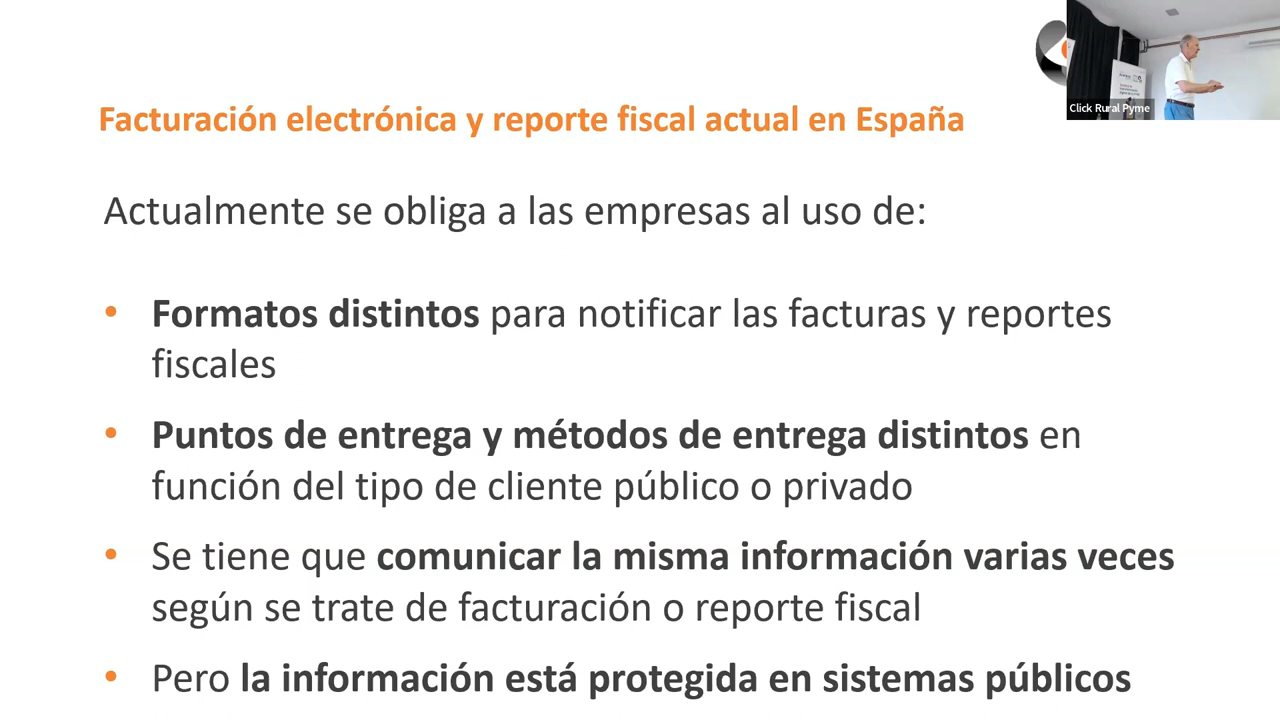 Facturación electrónica y reporte fiscal actual en España
Click Rural Pyme
Actualmente se obliga a las empresas al uso de:
• Formatos distintos para notificar las facturas y reportes
fiscales
• Puntos de entrega y métodos de entrega distintos en
función del tipo de cliente público o privado
• Se tiene que comunicar la misma información varias veces
según se trate de facturación o reporte fiscal
• Pero la información está protegida en sistemas públicos